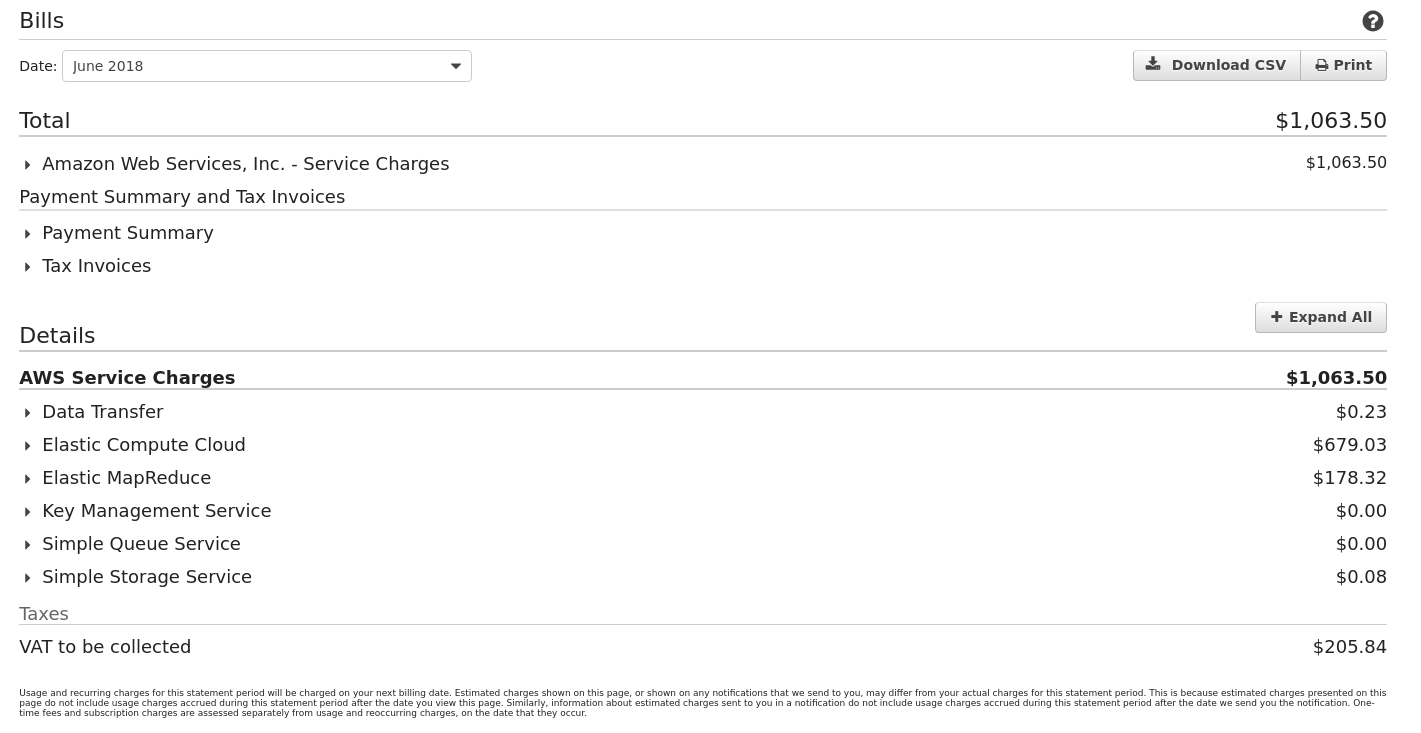 Bills
Date: June 2018
Download CSV Print
Total $1,063.50
Amazon Web Services, Inc. - Service Charges $1,063.50
Payment Summary and Tax Invoices
Payment Summary
Tax Invoices
Expand All
Details
AWS Service Charges $1,063.50
Data Transfer $0.23
Elastic Compute Cloud $679.03
Elastic MapReduce $178.32
Key Management Service $0.00
Simple Queue Service $0.00
Simple Storage Service $0.08
Taxes
VAT to be collected $205.84
Usage and recurring charges for this statement period will be charged on your next billing date. Estimated charges shown on this page, or shown on any notifications that we send to you, may differ from your actual charges for this statement period. This is because estimated charges presented on this
page do not include usage charges accrued during this statement period after the date you view this page. Similarly, information about estimated charges sent to you in a notification do not include usage charges accrued during this statement period after the date we send you the notification. One-
time fees and subscription charges are assessed separately from usage and reoccurring charges, on the date that they occur.